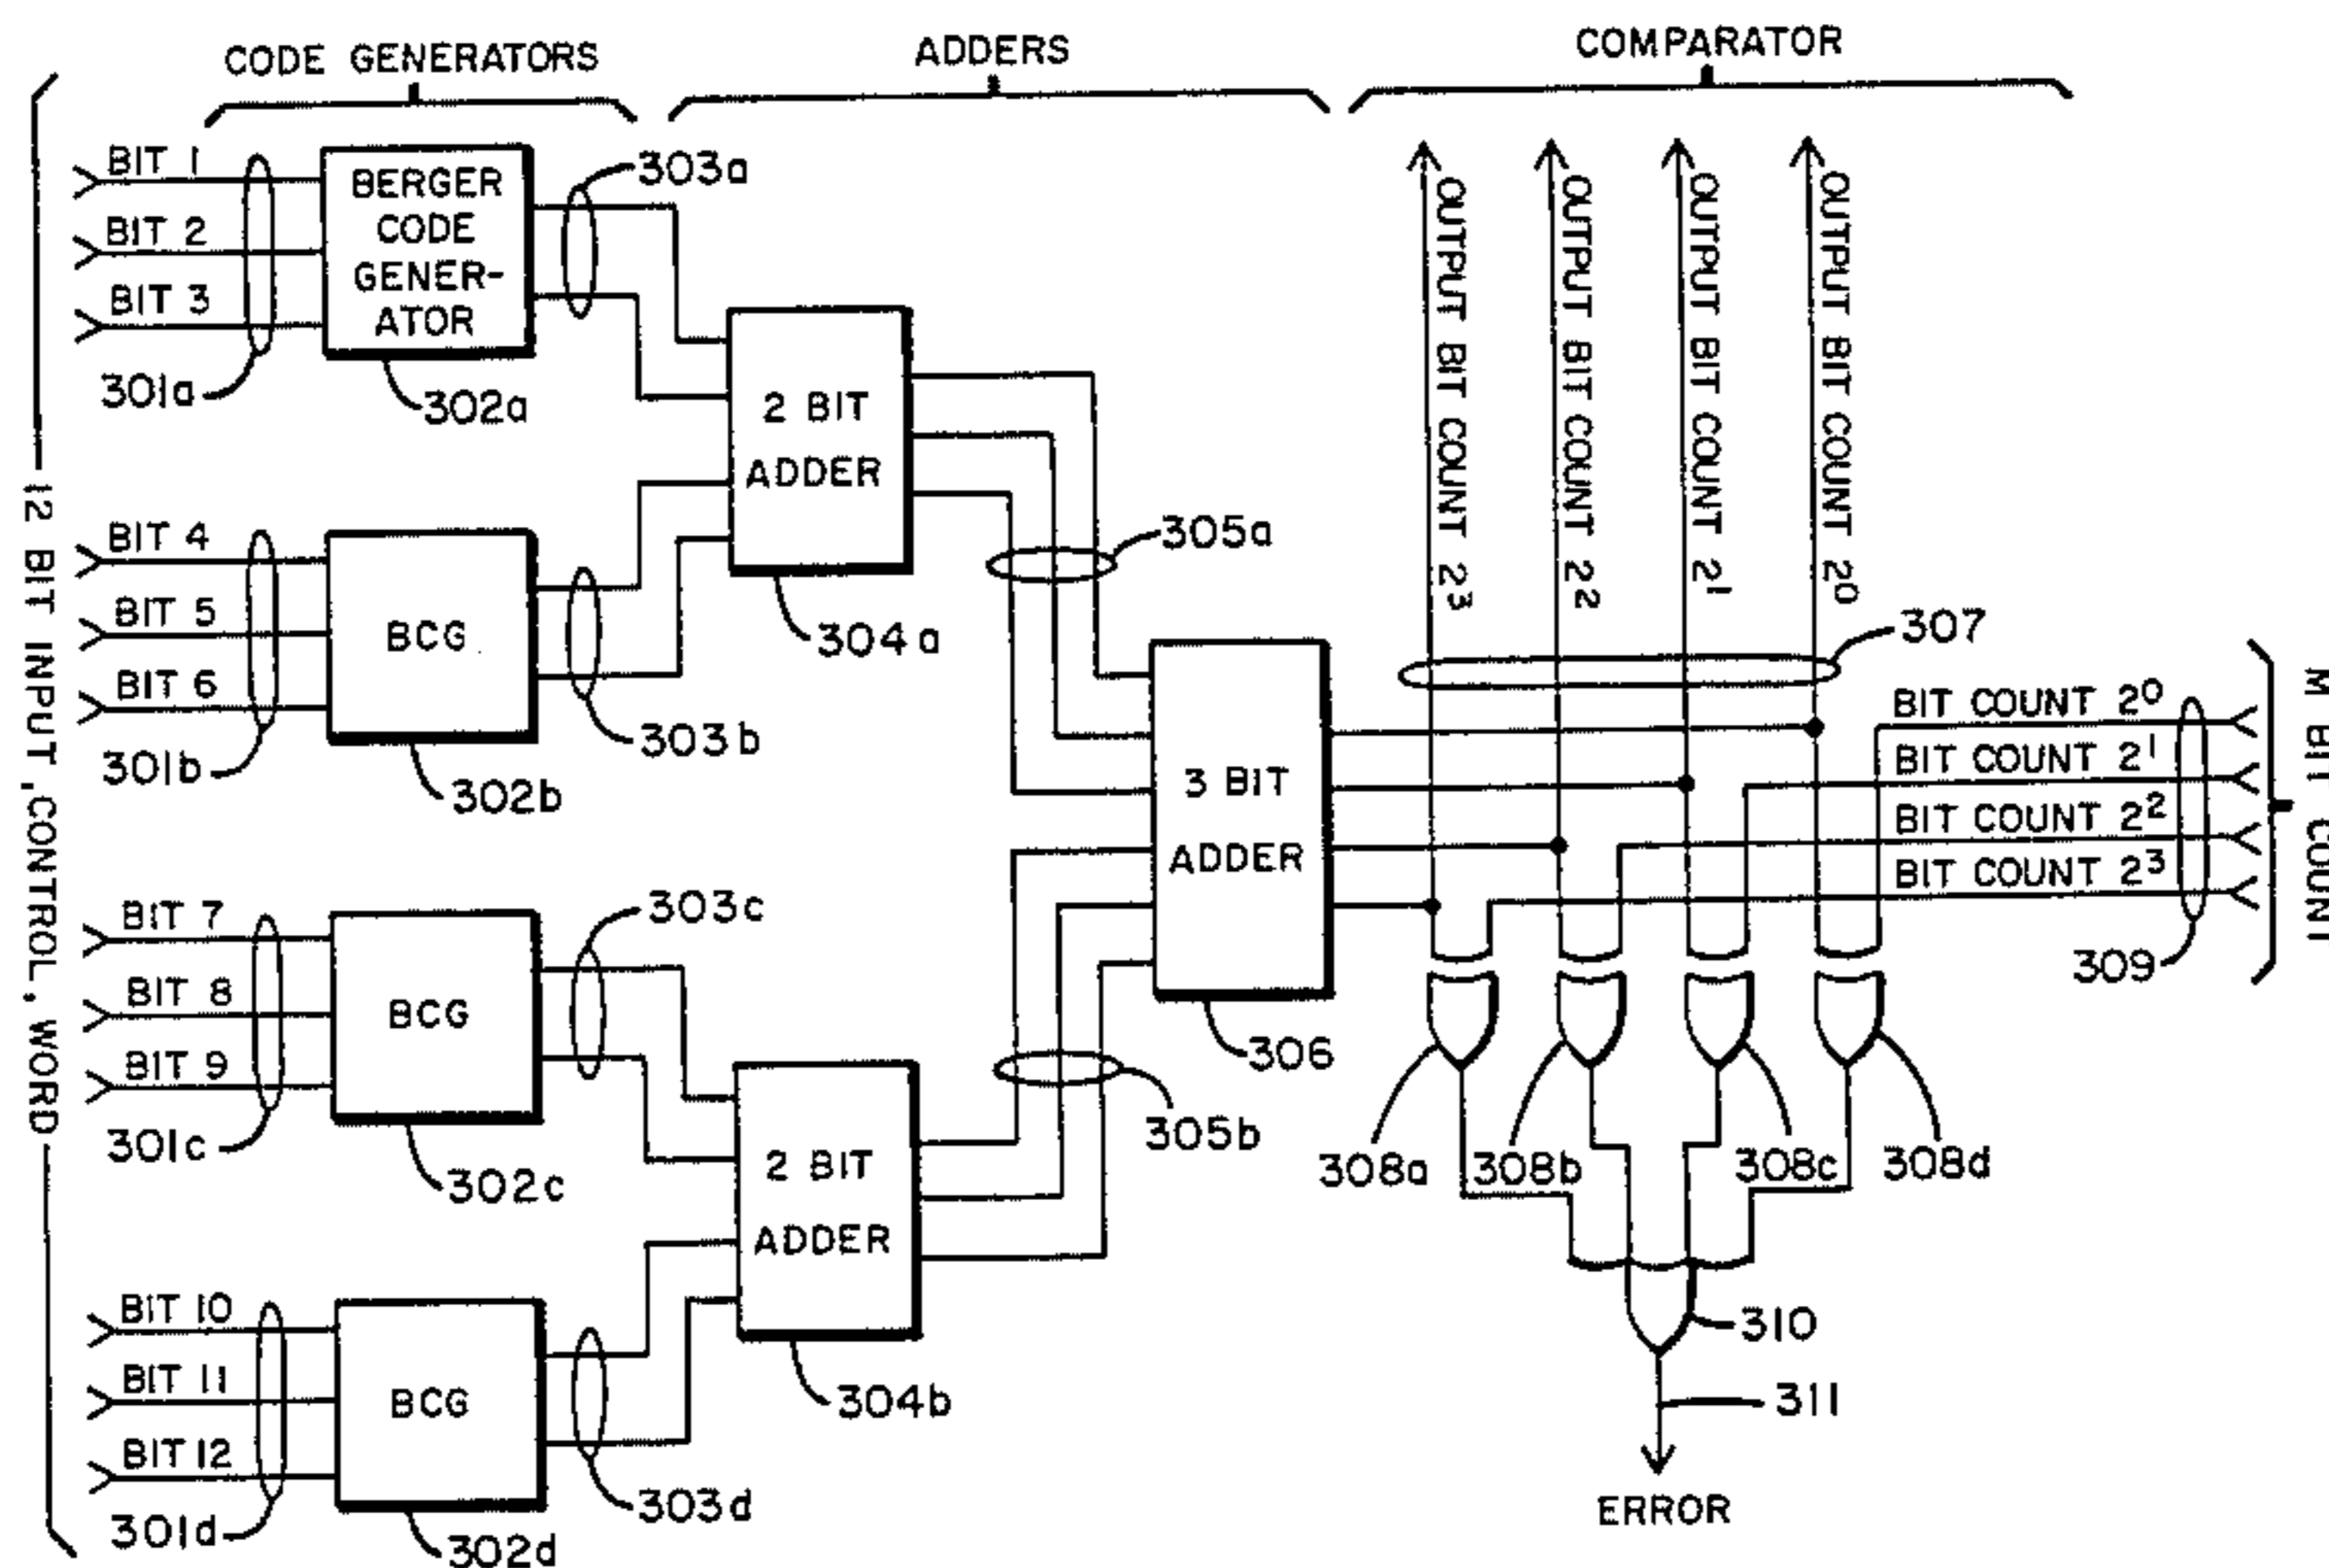 CODE GENERATORS
ADDERS
COMPARATOR
12 BIT INPUT, CONTROL, WORD
BIT 1
BIT 2
BIT 3
301a
BERGER
CODE
GENER-
ATOR
302a
303a
BIT 4
BIT 5
BIT 6
301b
BCG
302b
303b
BIT 7
BIT 8
BIT 9
301c
BCG
302c
303c
BIT 10
BIT 11
BIT 12
301d
BCG
302d
303d
2 BIT
ADDER
304a
305a
2 BIT
ADDER
304b
305b
3 BIT
ADDER
306
OUTPUT BIT COUNT 2³
OUTPUT BIT COUNT 2²
OUTPUT BIT COUNT 2¹
OUTPUT BIT COUNT 2⁰
307
BIT COUNT 2⁰
BIT COUNT 2¹
BIT COUNT 2²
BIT COUNT 2³
309
M BIT COUNT
308a
308b
308c
308d
310
311
ERROR